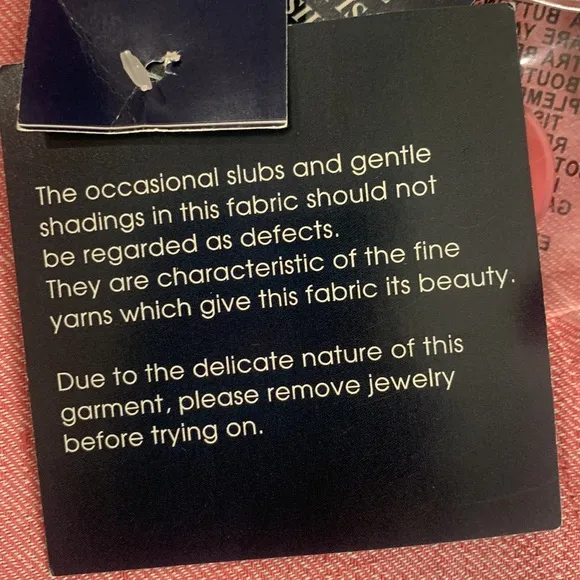 The occasional slubs and gentle
shadings in this fabric should not
be regarded as defects.
They are characteristic of the fine
yarns which give this fabric its beauty.
Due to the delicate nature of this
garment, please remove jewelry
before trying on.